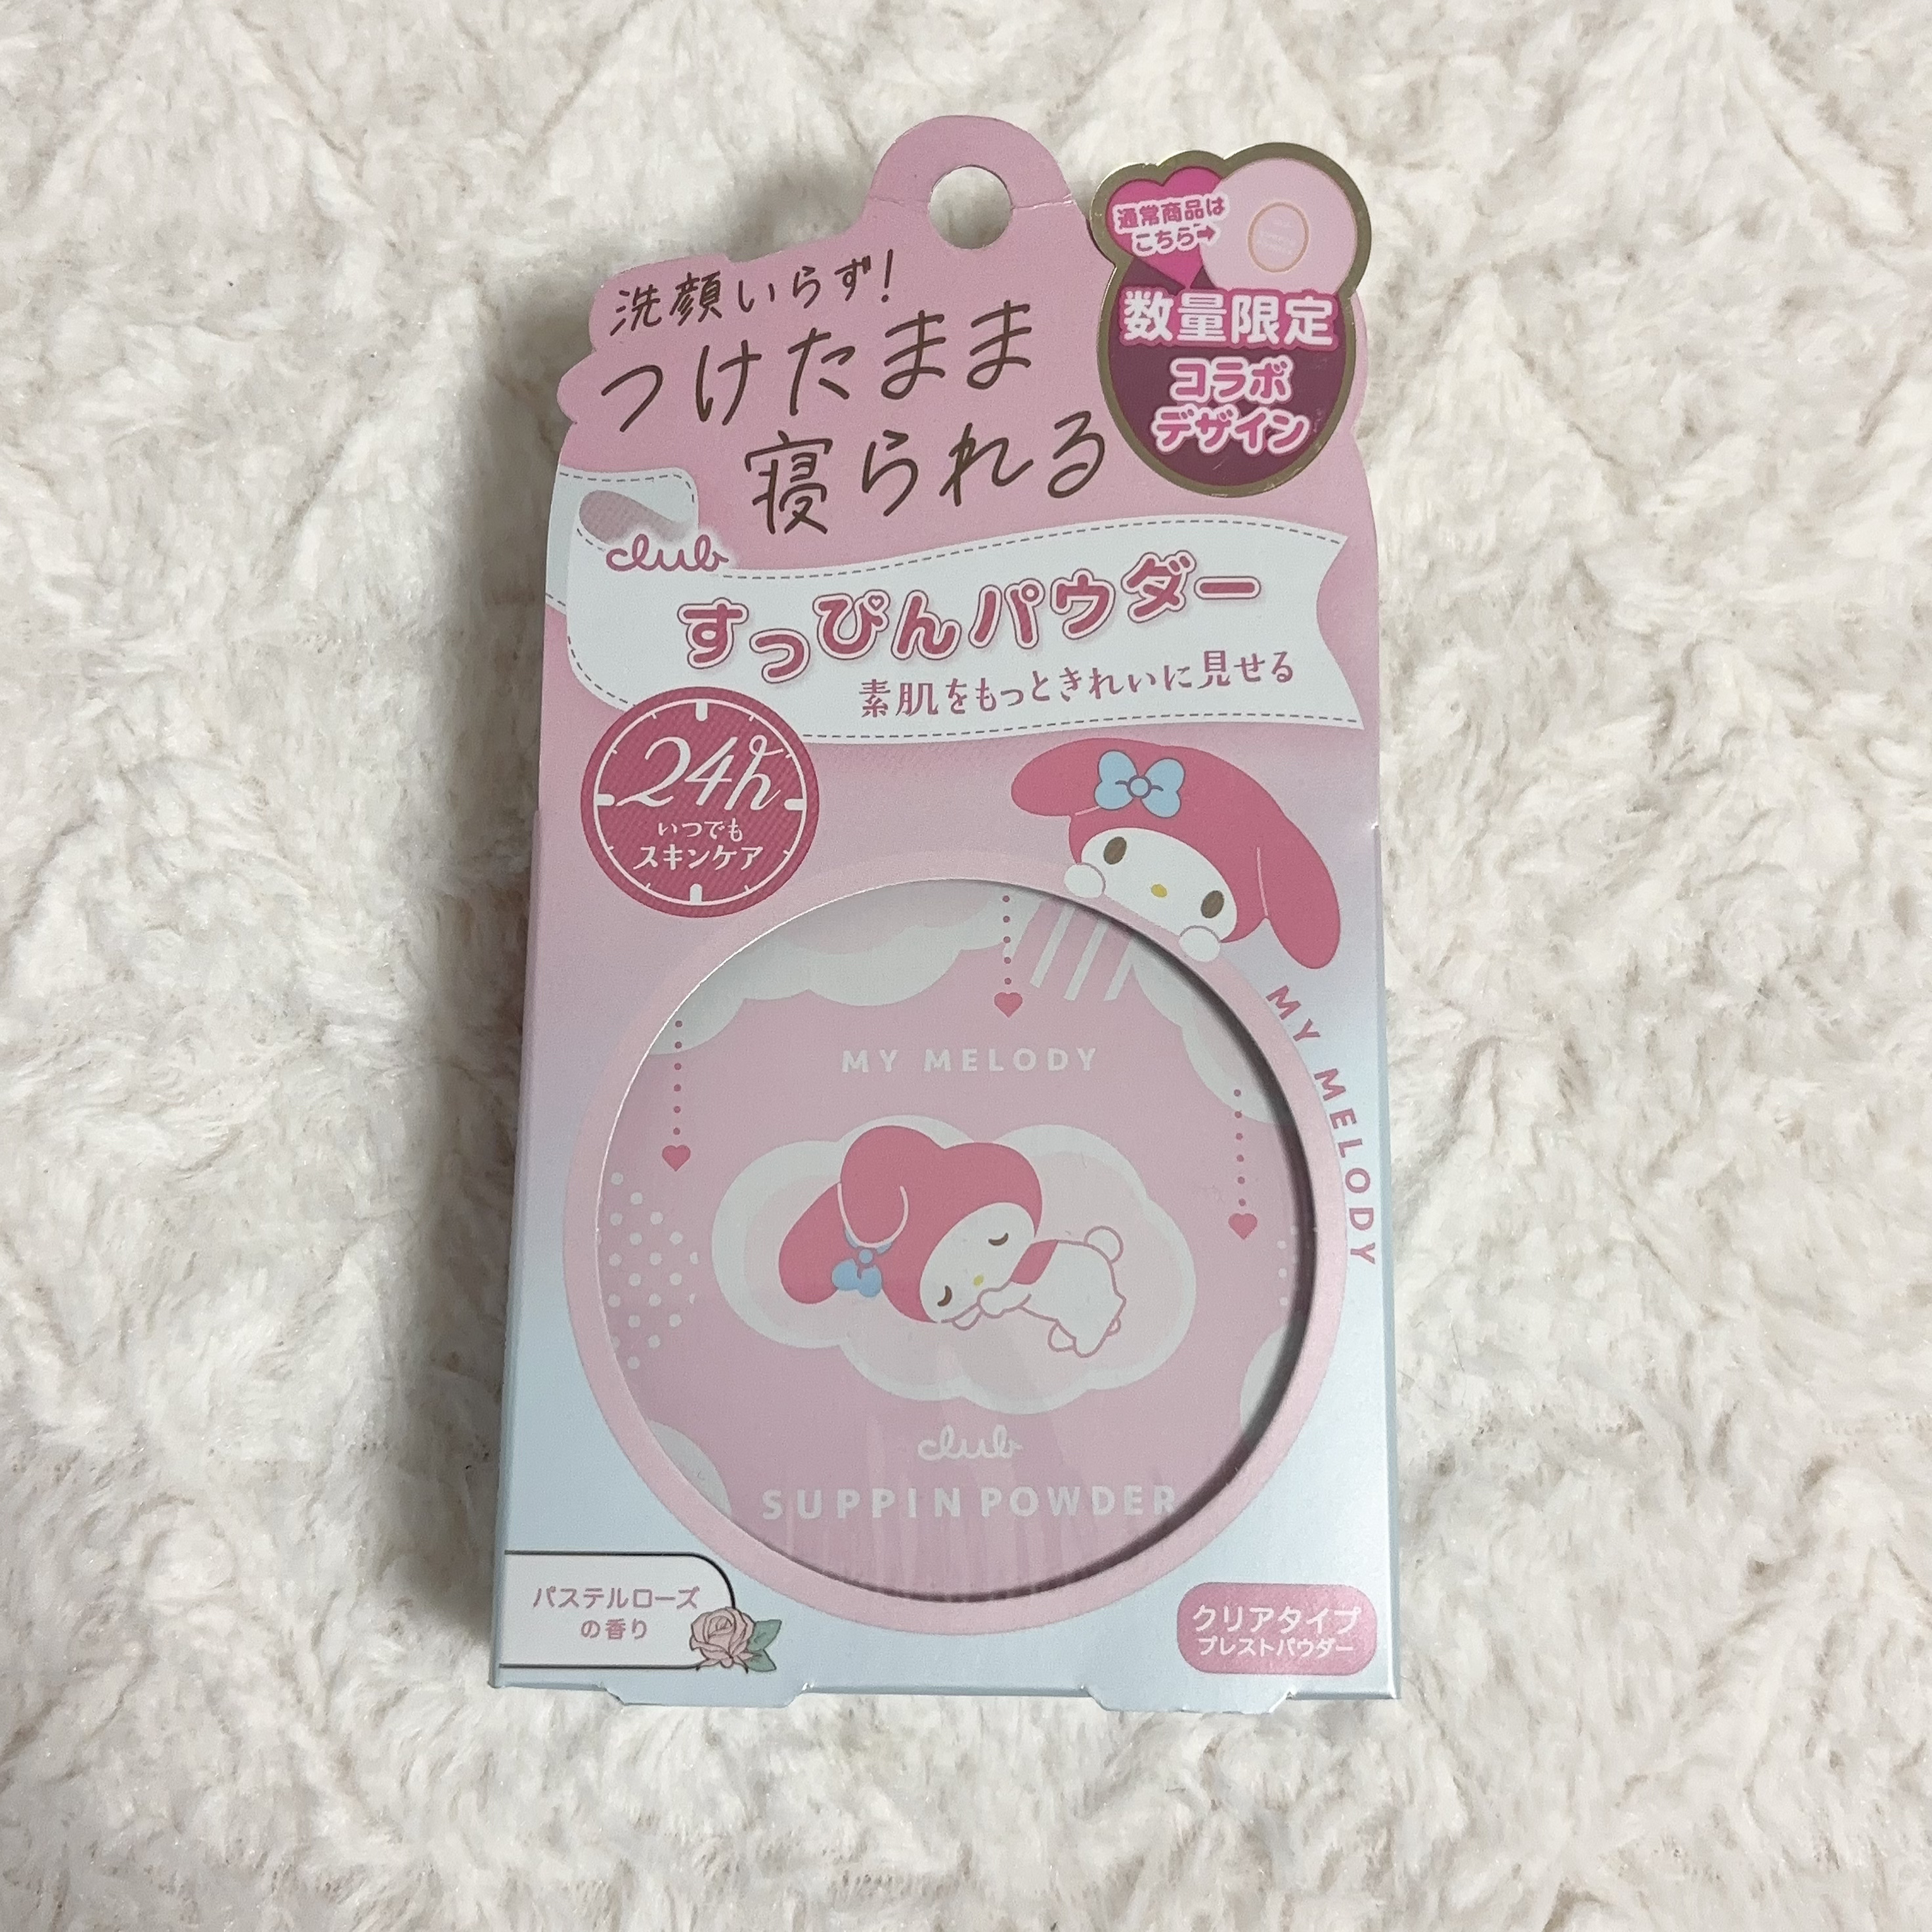 洗顔いらず!
つけたまま
寝られる
通常商品は
こちら➡
数量限定
コラボ
デザイン
club
すっぴんパウダー
素肌をもっときれいに見せる
24h
いつでも
スキンケア
MY MELODY
MY MELODY
club
SUPPIN POWDER
パステルローズ
の香り
クリアタイプ
プレストパウダー